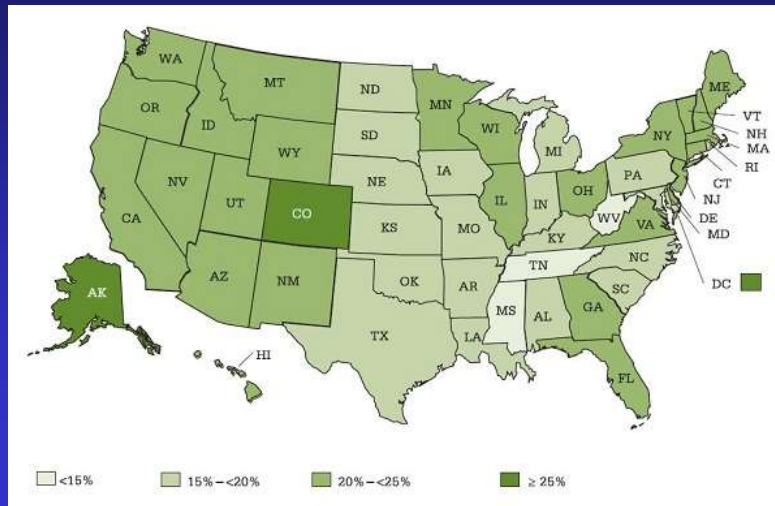 WA
MT
ND
MN
ME
OR
ID
SD
WI
NY
VT
NH
MA
WY
MI
RI
IA
PA
CT
NE
NV
NJ
UT
CO
IL
IN
OH
DE
CA
KS
MO
WV
VA
MD
KY
NC
AZ
NM
OK
TN
DC
AR
SC
AK
MS
AL
GA
TX
LA
HI
FL
<15%
15%–<20%
20%–<25%
≥ 25%